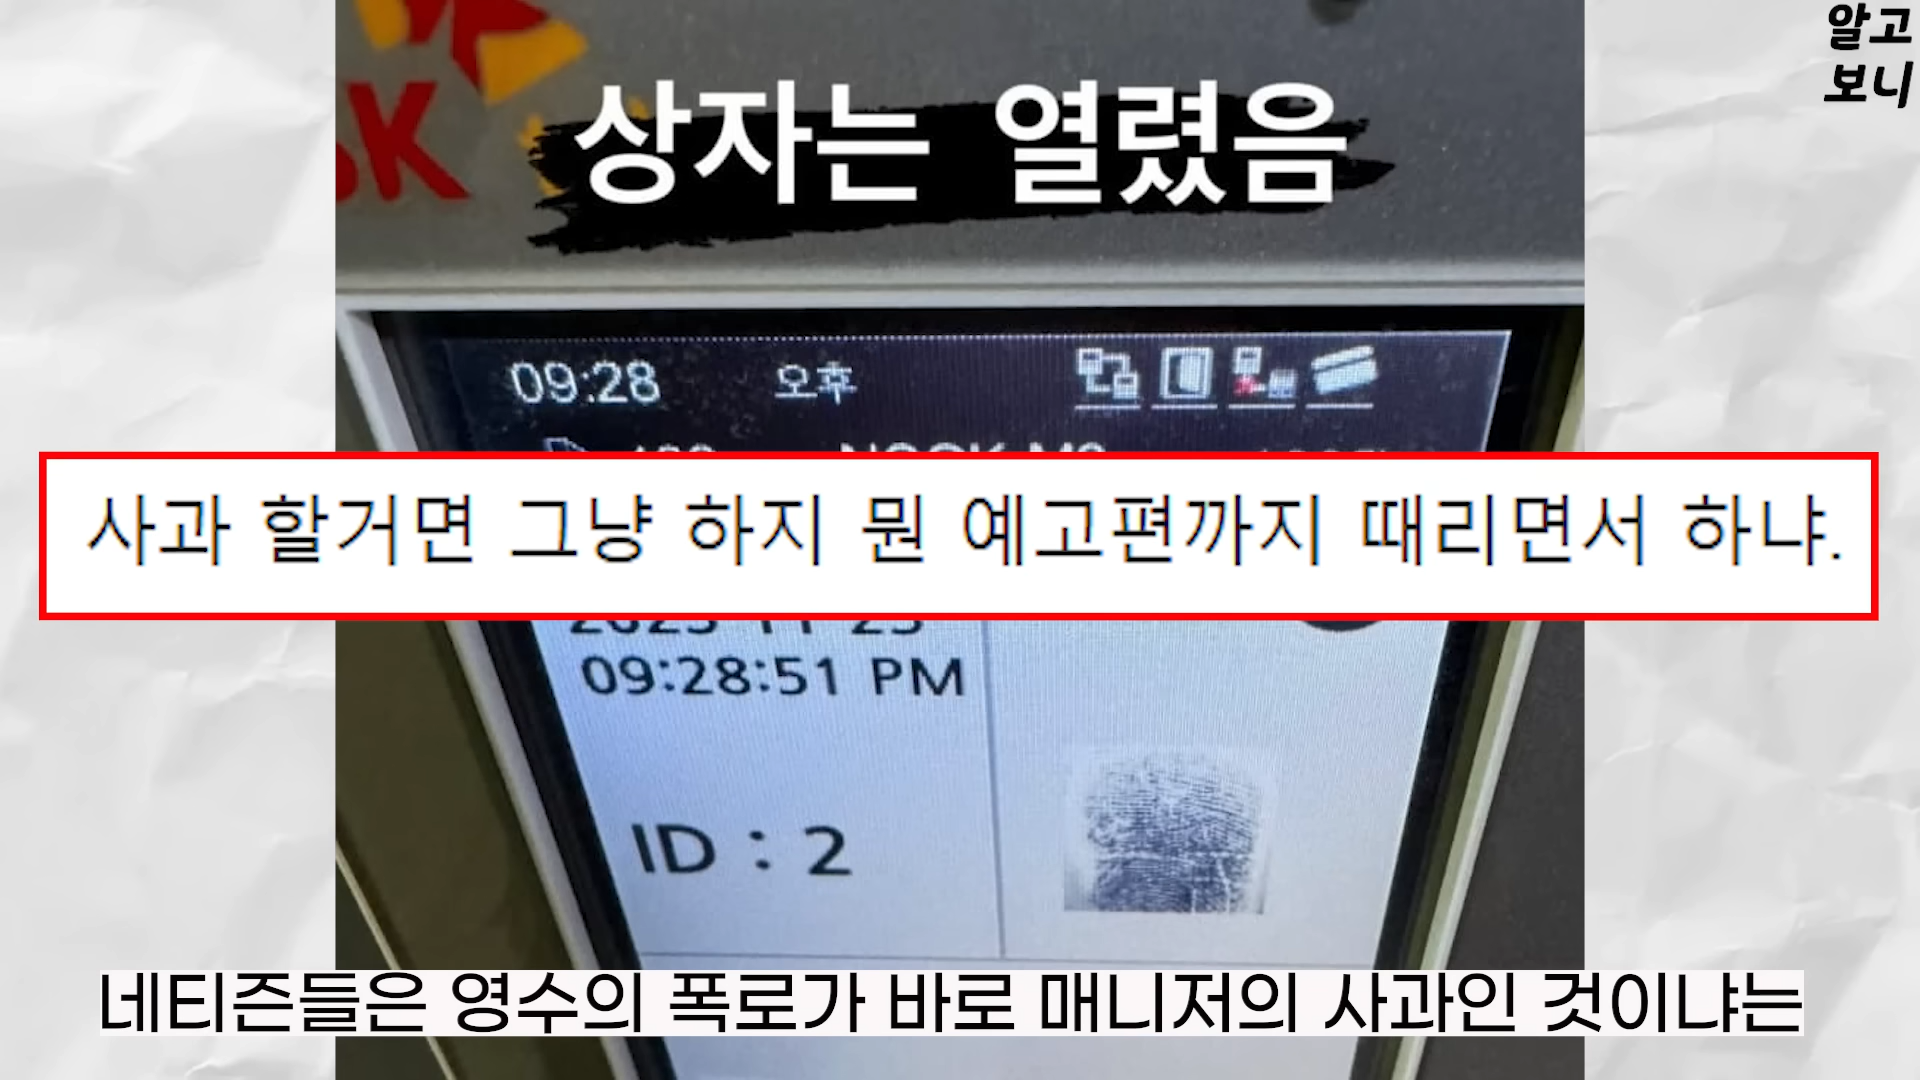 알고
보니
SK
상자는 열렸음
09:28 오후
사과 할거면 그냥 하지 뭔 예고편까지 때리면서 하냐.
09:28:51 PM
ID : 2
네티즌들은 영수의 폭로가 바로 매니저의 사과인 것이냐는